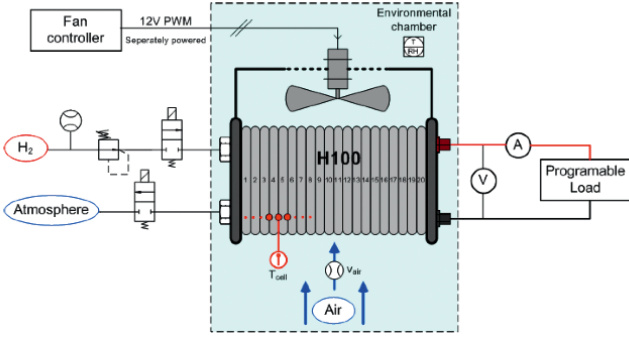 Fan
controller
12V PWM
Seperately powered
Environmental
chamber
T
RH
H2
H100
1 2 3 4 5 6 7 8 9 10 11 12 13 14 15 16 17 18 19 20
A
V
Programable
Load
Atmosphere
Tcell
Vair
Air